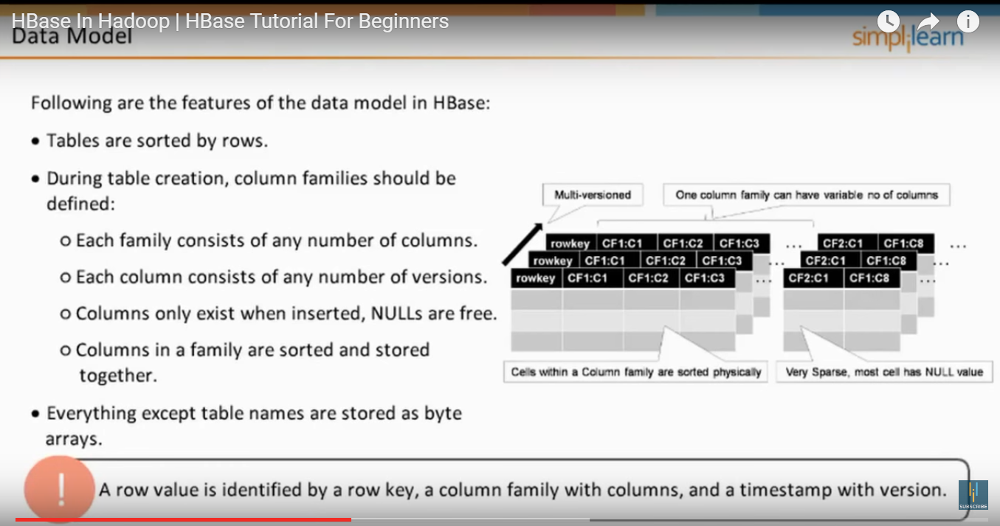 HBase In Hadoop | HBase Tutorial For Beginners
Data Model
simplilearn
Following are the features of the data model in HBase:
• Tables are sorted by rows.
• During table creation, column families should be
defined:
o Each family consists of any number of columns.
o Each column consists of any number of versions.
o Columns only exist when inserted, NULLs are free.
o Columns in a family are sorted and stored
together.
• Everything except table names are stored as byte
arrays.
Multi-versioned
One column family can have variable no of columns
rowkey CF1:C1 CF1:C2 CF1:C3 ... CF2:C1 CF1:C8 ...
rowkey CF1:C1 CF1:C2 CF1:C3 ... CF2:C1 CF1:C8 ...
rowkey CF1:C1 CF1:C2 CF1:C3 ... CF2:C1 CF1:C8 ...
Cells within a Column family are sorted physically
Very Sparse, most cell has NULL value
! A row value is identified by a row key, a column family with columns, and a timestamp with version.
SUBSCRIBE